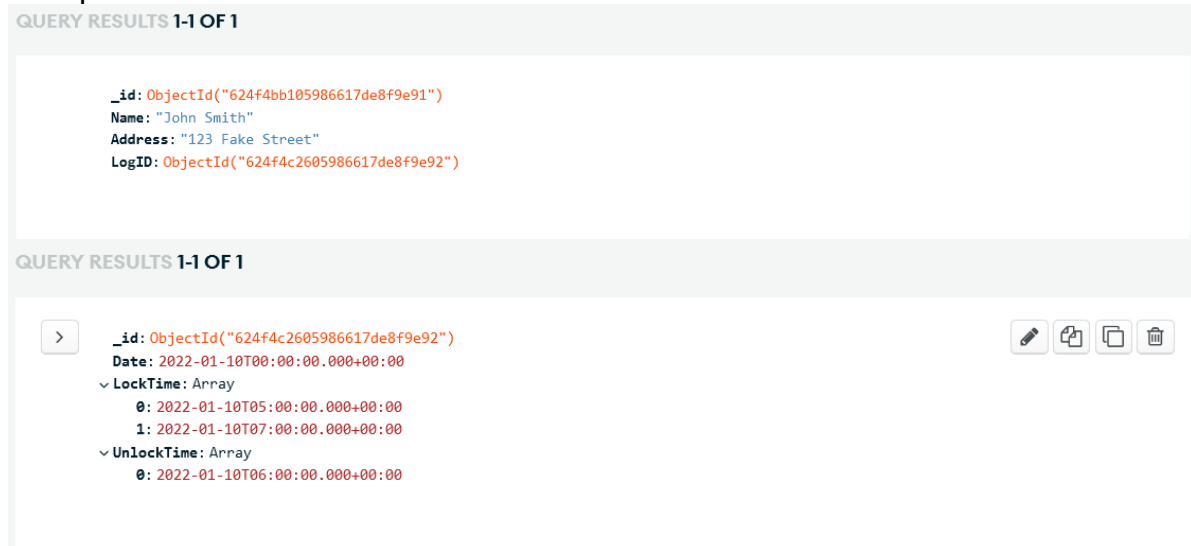 QUERY RESULTS 1-1 OF 1
_id: ObjectId("624f4bb105986617de8f9e91")
Name: "John Smith"
Address: "123 Fake Street"
LogID: ObjectId("624f4c2605986617de8f9e92")
QUERY RESULTS 1-1 OF 1
_id: ObjectId("624f4c2605986617de8f9e92")
Date: 2022-01-10T00:00:00.000+00:00
LockTime: Array
0: 2022-01-10T05:00:00.000+00:00
1: 2022-01-10T07:00:00.000+00:00
UnlockTime: Array
0: 2022-01-10T06:00:00.000+00:00